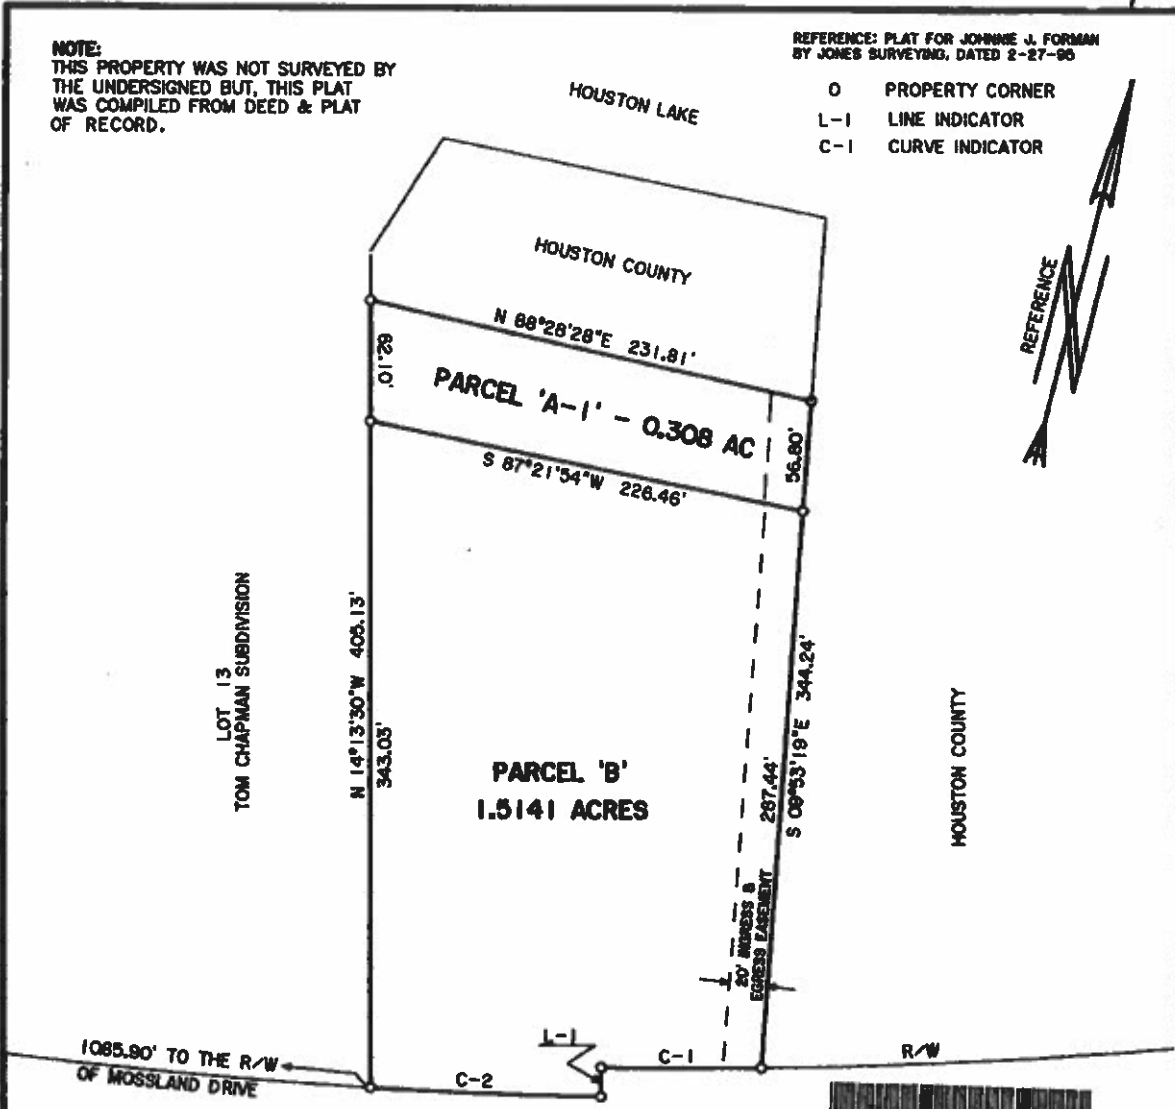 NOTE:
THIS PROPERTY WAS NOT SURVEYED BY
THE UNDERSIGNED BUT, THIS PLAT
WAS COMPILED FROM DEED & PLAT
OF RECORD.
REFERENCE: PLAT FOR JOHNNIE J. FORMAN
BY JONES SURVEYING, DATED 2-27-96
O PROPERTY CORNER
L-1 LINE INDICATOR
C-1 CURVE INDICATOR
HOUSTON LAKE
HOUSTON COUNTY
REFERENCE
N 88°28'28"E 231.81'
62.10'
PARCEL 'A-1' - 0.308 AC
56.80'
S 87°21'54"W 226.46'
LOT 13
TOM CHAPMAN SUBDIVISION
N 14°13'30"W 405.13'
343.03'
PARCEL 'B'
1.5141 ACRES
287.44'
S 09°53'19"E 344.24'
HOUSTON COUNTY
20' INGRESS &
EGRESS EASEMENT
1085.90' TO THE R/W
OF MOSSLAND DRIVE
C-2
L-1
C-1
R/W